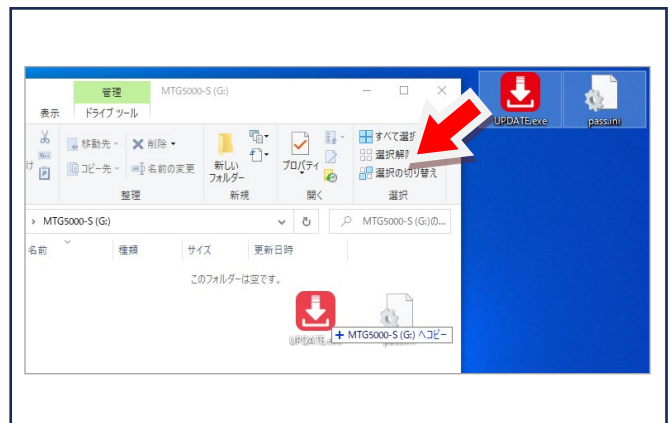 管理
MTG5000-S (G:)
表示
ドライブ ツール
移動先
削除
コピー先
名前の変更
新しい
フォルダー
プロパティ
すべて選択
選択解除
選択の切り替え
整理
新規
開く
選択
MTG5000-S (G:)
MTG5000-S (G:)の...
名前
種類
サイズ
更新日時
このフォルダーは空です。
UPDATE.exe
pass.ini
MTG5000-S (G:) へコピー